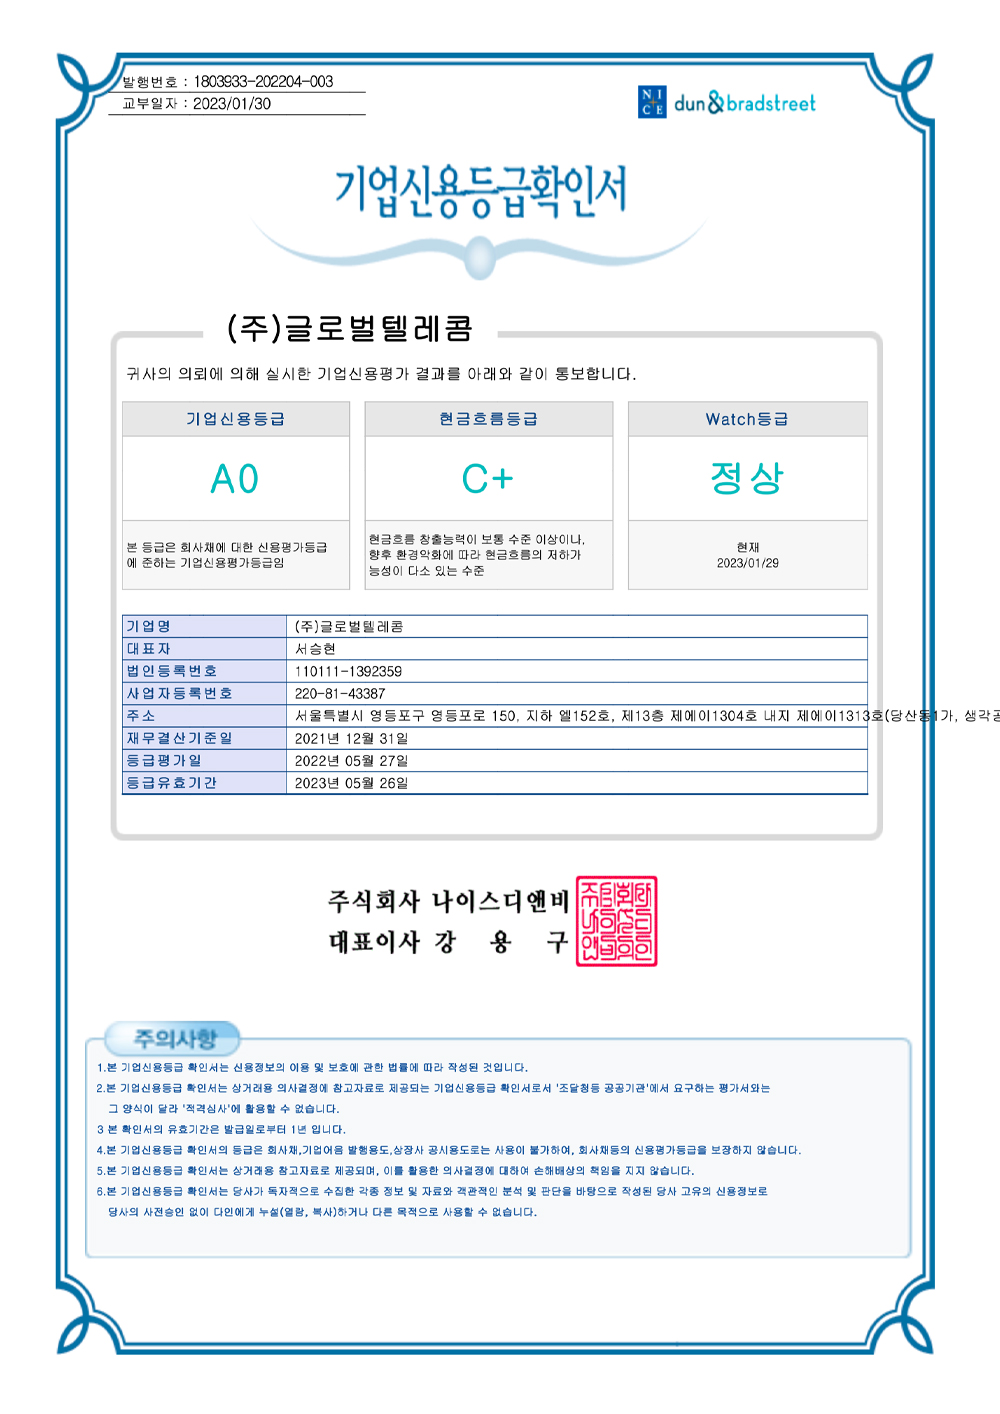 발행번호 : 1803933-202204-003
교부일자 : 2023/01/30
NICE dun&bradstreet
기업신용등급확인서
(주)글로벌텔레콤
귀사의 의뢰에 의해 실시한 기업신용평가 결과를 아래와 같이 통보합니다.
기업신용등급
A0
본 등급은 회사채에 대한 신용평가등급
에 준하는 기업신용평가등급임
현금흐름등급
C+
현금흐름 창출능력이 보통 수준 이상이나,
향후 환경악화에 따라 현금흐름의 저하가
능성이 다소 있는 수준
Watch등급
정상
현재
2023/01/29
기업명 (주)글로벌텔레콤
대표자 서승현
법인등록번호 110111-1392359
사업자등록번호 220-81-43387
주소 서울특별시 영등포구 영등포로 150, 지하 엘152호, 제13층 제에이1304호 내지 제에이1313호(당산동1가, 생각공
재무결산기준일 2021년 12월 31일
등급평가일 2022년 05월 27일
등급유효기간 2023년 05월 26일
주식회사 나이스디앤비
대표이사 강 용 구
주의사항
1.본 기업신용등급 확인서는 신용정보의 이용 및 보호에 관한 법률에 따라 작성된 것입니다.
2.본 기업신용등급 확인서는 상거래용 의사결정에 참고자료로 제공되는 기업신용등급 확인서로서 '조달청등 공공기관'에서 요구하는 평가서와는
그 양식이 달라 '적격심사'에 활용할 수 없습니다.
3 본 확인서의 유효기간은 발급일로부터 1년 입니다.
4.본 기업신용등급 확인서의 등급은 회사채,기업어음 발행용도,상장사 공시용도로는 사용이 불가하여, 회사채등의 신용평가등급을 보장하지 않습니다.
5.본 기업신용등급 확인서는 상거래용 참고자료로 제공되며, 이를 활용한 의사결정에 대하여 손해배상의 책임을 지지 않습니다.
6.본 기업신용등급 확인서는 당사가 독자적으로 수집한 각종 정보 및 자료와 객관적인 분석 및 판단을 바탕으로 작성된 당사 고유의 신용정보로
당사의 사전승인 없이 다인에게 누설(열람, 복사)하거나 다른 목적으로 사용할 수 없습니다.